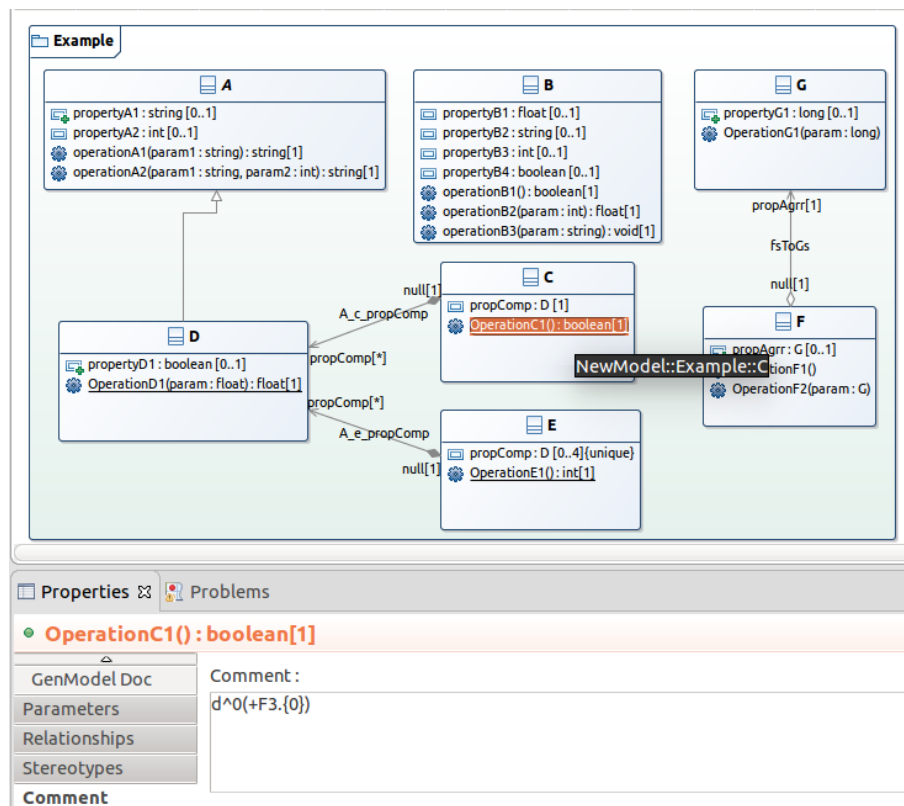 Example
A
propertyA1 : string [0..1]
propertyA2 : int [0..1]
operationA1(param1 : string) : string[1]
operationA2(param1 : string, param2 : int) : string[1]
B
propertyB1 : float [0..1]
propertyB2 : string [0..1]
propertyB3 : int [0..1]
propertyB4 : boolean [0..1]
operationB1() : boolean[1]
operationB2(param : int) : float[1]
operationB3(param : string) : void[1]
G
propertyG1 : long [0..1]
OperationG1(param : long)
propAgrr[1]
fsToGs
null[1]
C
propComp : D [1]
OperationC1() : boolean[1]
null[1]
A_c_propComp
propComp[*]
D
propertyD1 : boolean [0..1]
OperationD1(param : float) : float[1]
F
propAgrr : G [0..1]
ionF1()
OperationF2(param : G)
NewModel::Example::C
propComp[*]
A_e_propComp
null[1]
E
propComp : D [0..4]{unique}
OperationE1() : int[1]
Properties
Problems
OperationC1() : boolean[1]
GenModel Doc
Comment :
d^0(+F3.{0})
Parameters
Relationships
Stereotypes
Comment